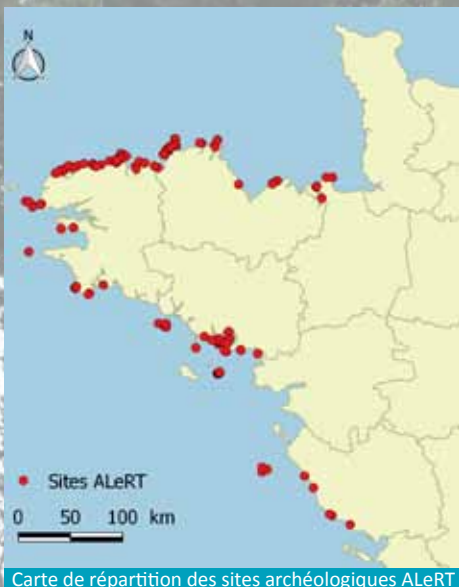 N
Sites ALeRT
0 50 100 km
Carte de répartition des sites archéologiques ALeRT